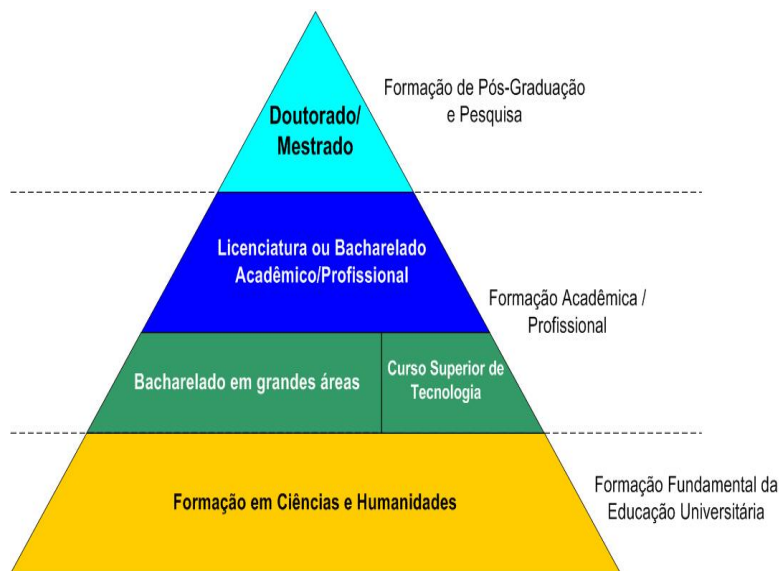 Doutorado/
Mestrado
Formação de Pós-Graduação
e Pesquisa
Licenciatura ou Bacharelado
Acadêmico/Profissional
Formação Acadêmica /
Profissional
Bacharelado em grandes áreas
Curso Superior de
Tecnologia
Formação em Ciências e Humanidades
Formação Fundamental da
Educação Universitária